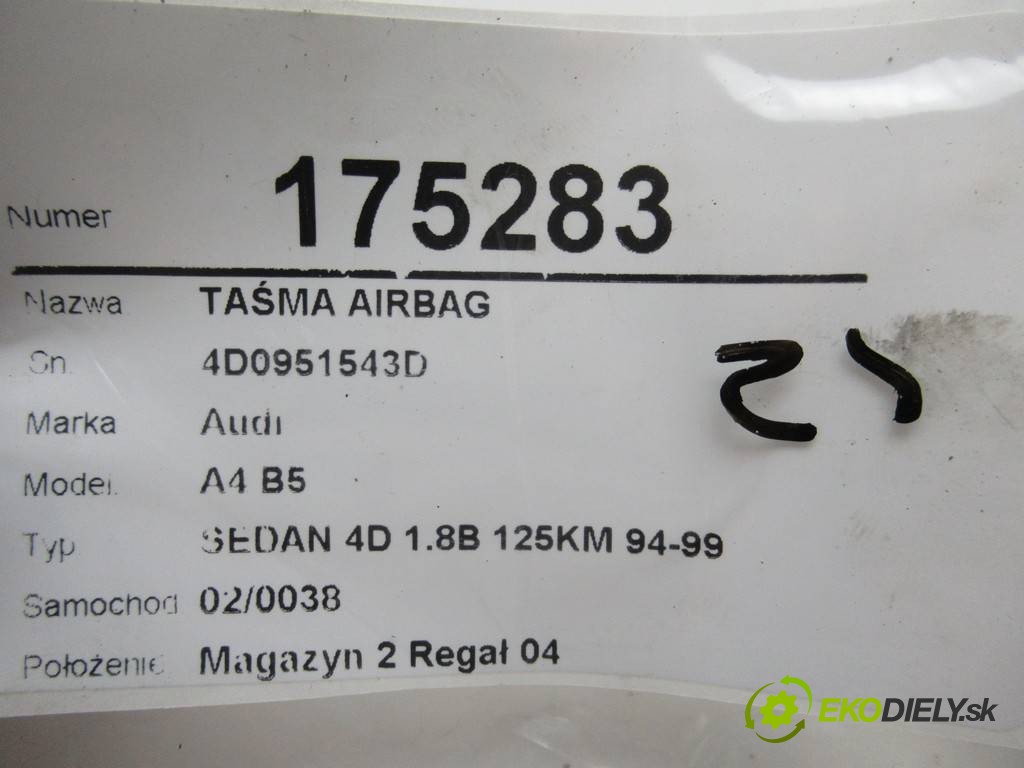 Numer 175283
Nazwa TAŚMA AIRBAG
Sn. 4D0951543D
Marka Audi
Model. A4 B5
Typ SEDAN 4D 1.8B 125KM 94-99
Samochod 02/0038
Położenie Magazyn 2 Regał 04
EKODIELY.sk